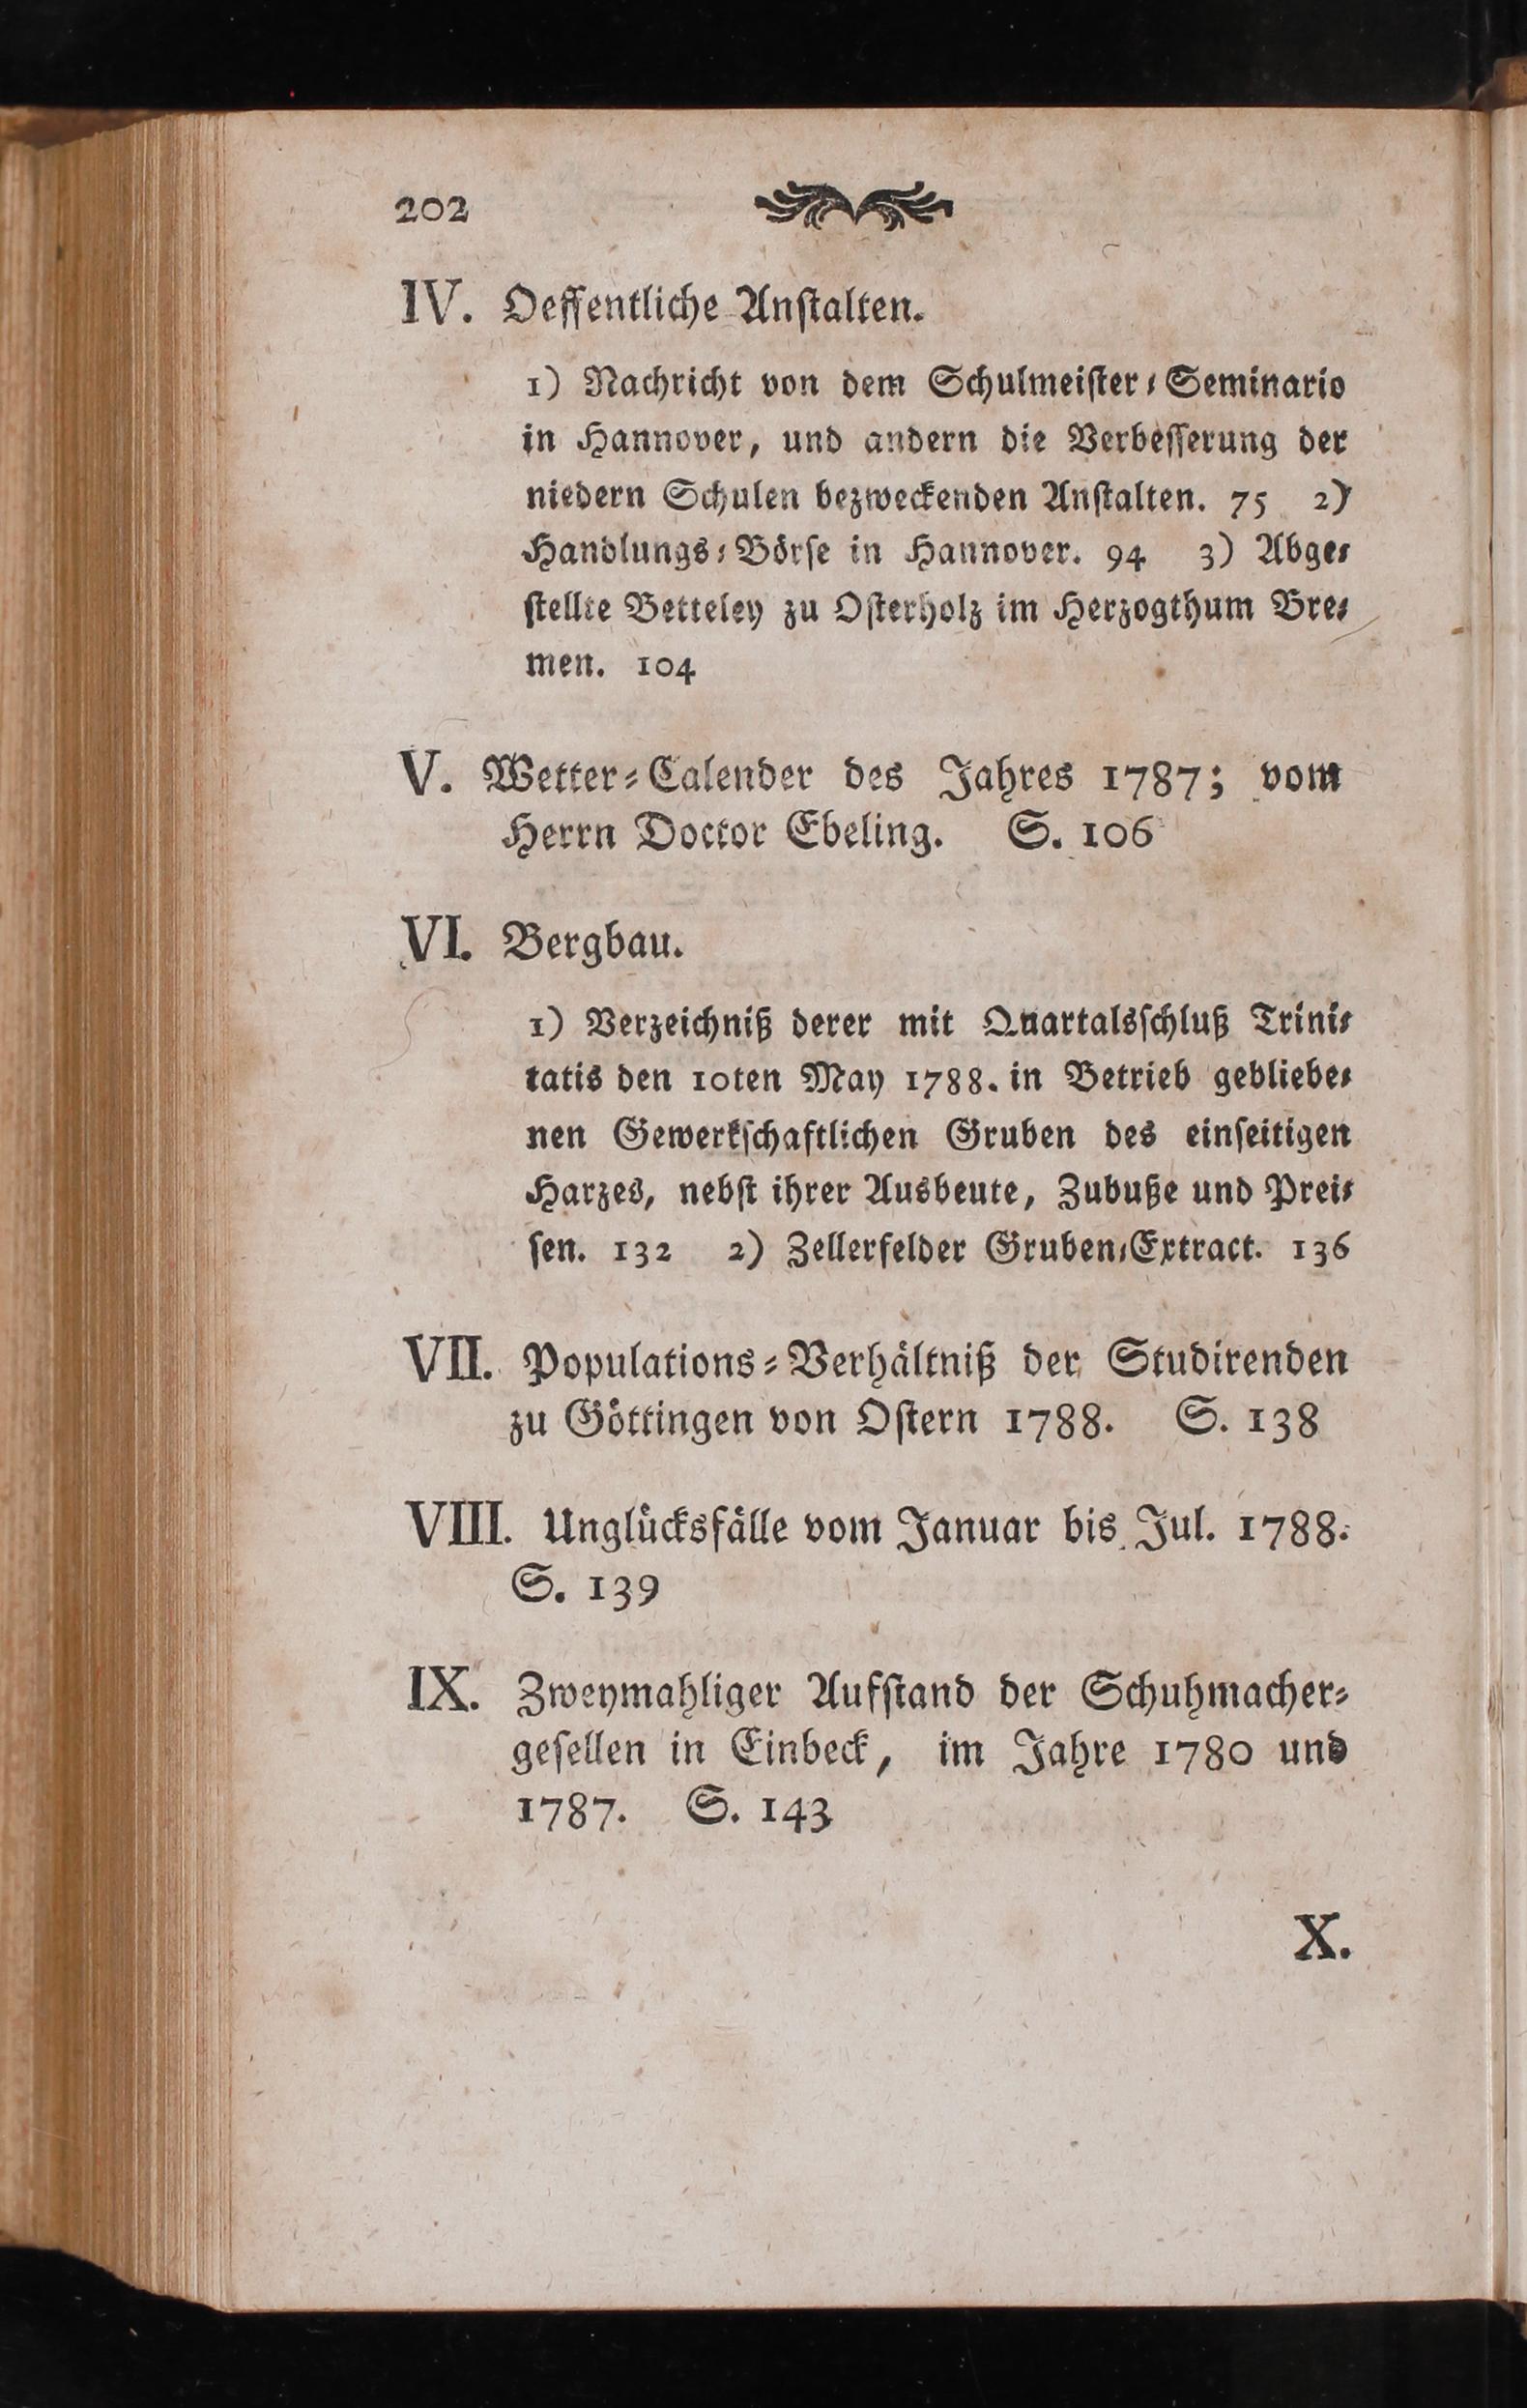 202
IV. Oeffentliche Anſtalten.
1) Nachricht von dem Schulmeiſter-Seminario
in Hannover, und andern die Verbeſſerung der
niedern Schulen bezweckenden Anſtalten. 75 2)
Handlungs-Börſe in Hannover. 94 3) Abge-
ſtellte Betteley zu Oſterholz im Herzogthum Bre-
men. 104
V. Wetter-Calender des Jahres 1787; vom
Herrn Doctor Ebeling. S. 106
VI. Bergbau.
1) Verzeichniß derer mit Quartalsſchluß Trini-
tatis den 10ten May 1788. in Betrieb gebliebe-
nen Gewerkſchaftlichen Gruben des einſeitigen
Harzes, nebſt ihrer Ausbeute, Zubuße und Prei-
ſen. 132 2) Zellerfelder Gruben-Extract. 136
VII. Populations-Verhältniß der Studirenden
zu Göttingen von Oſtern 1788. S. 138
VIII. Unglücksfälle vom Januar bis Jul. 1788.
S. 139
IX. Zweymahliger Aufſtand der Schuhmacher-
geſellen in Einbeck, im Jahre 1780 und
1787. S. 143
X.